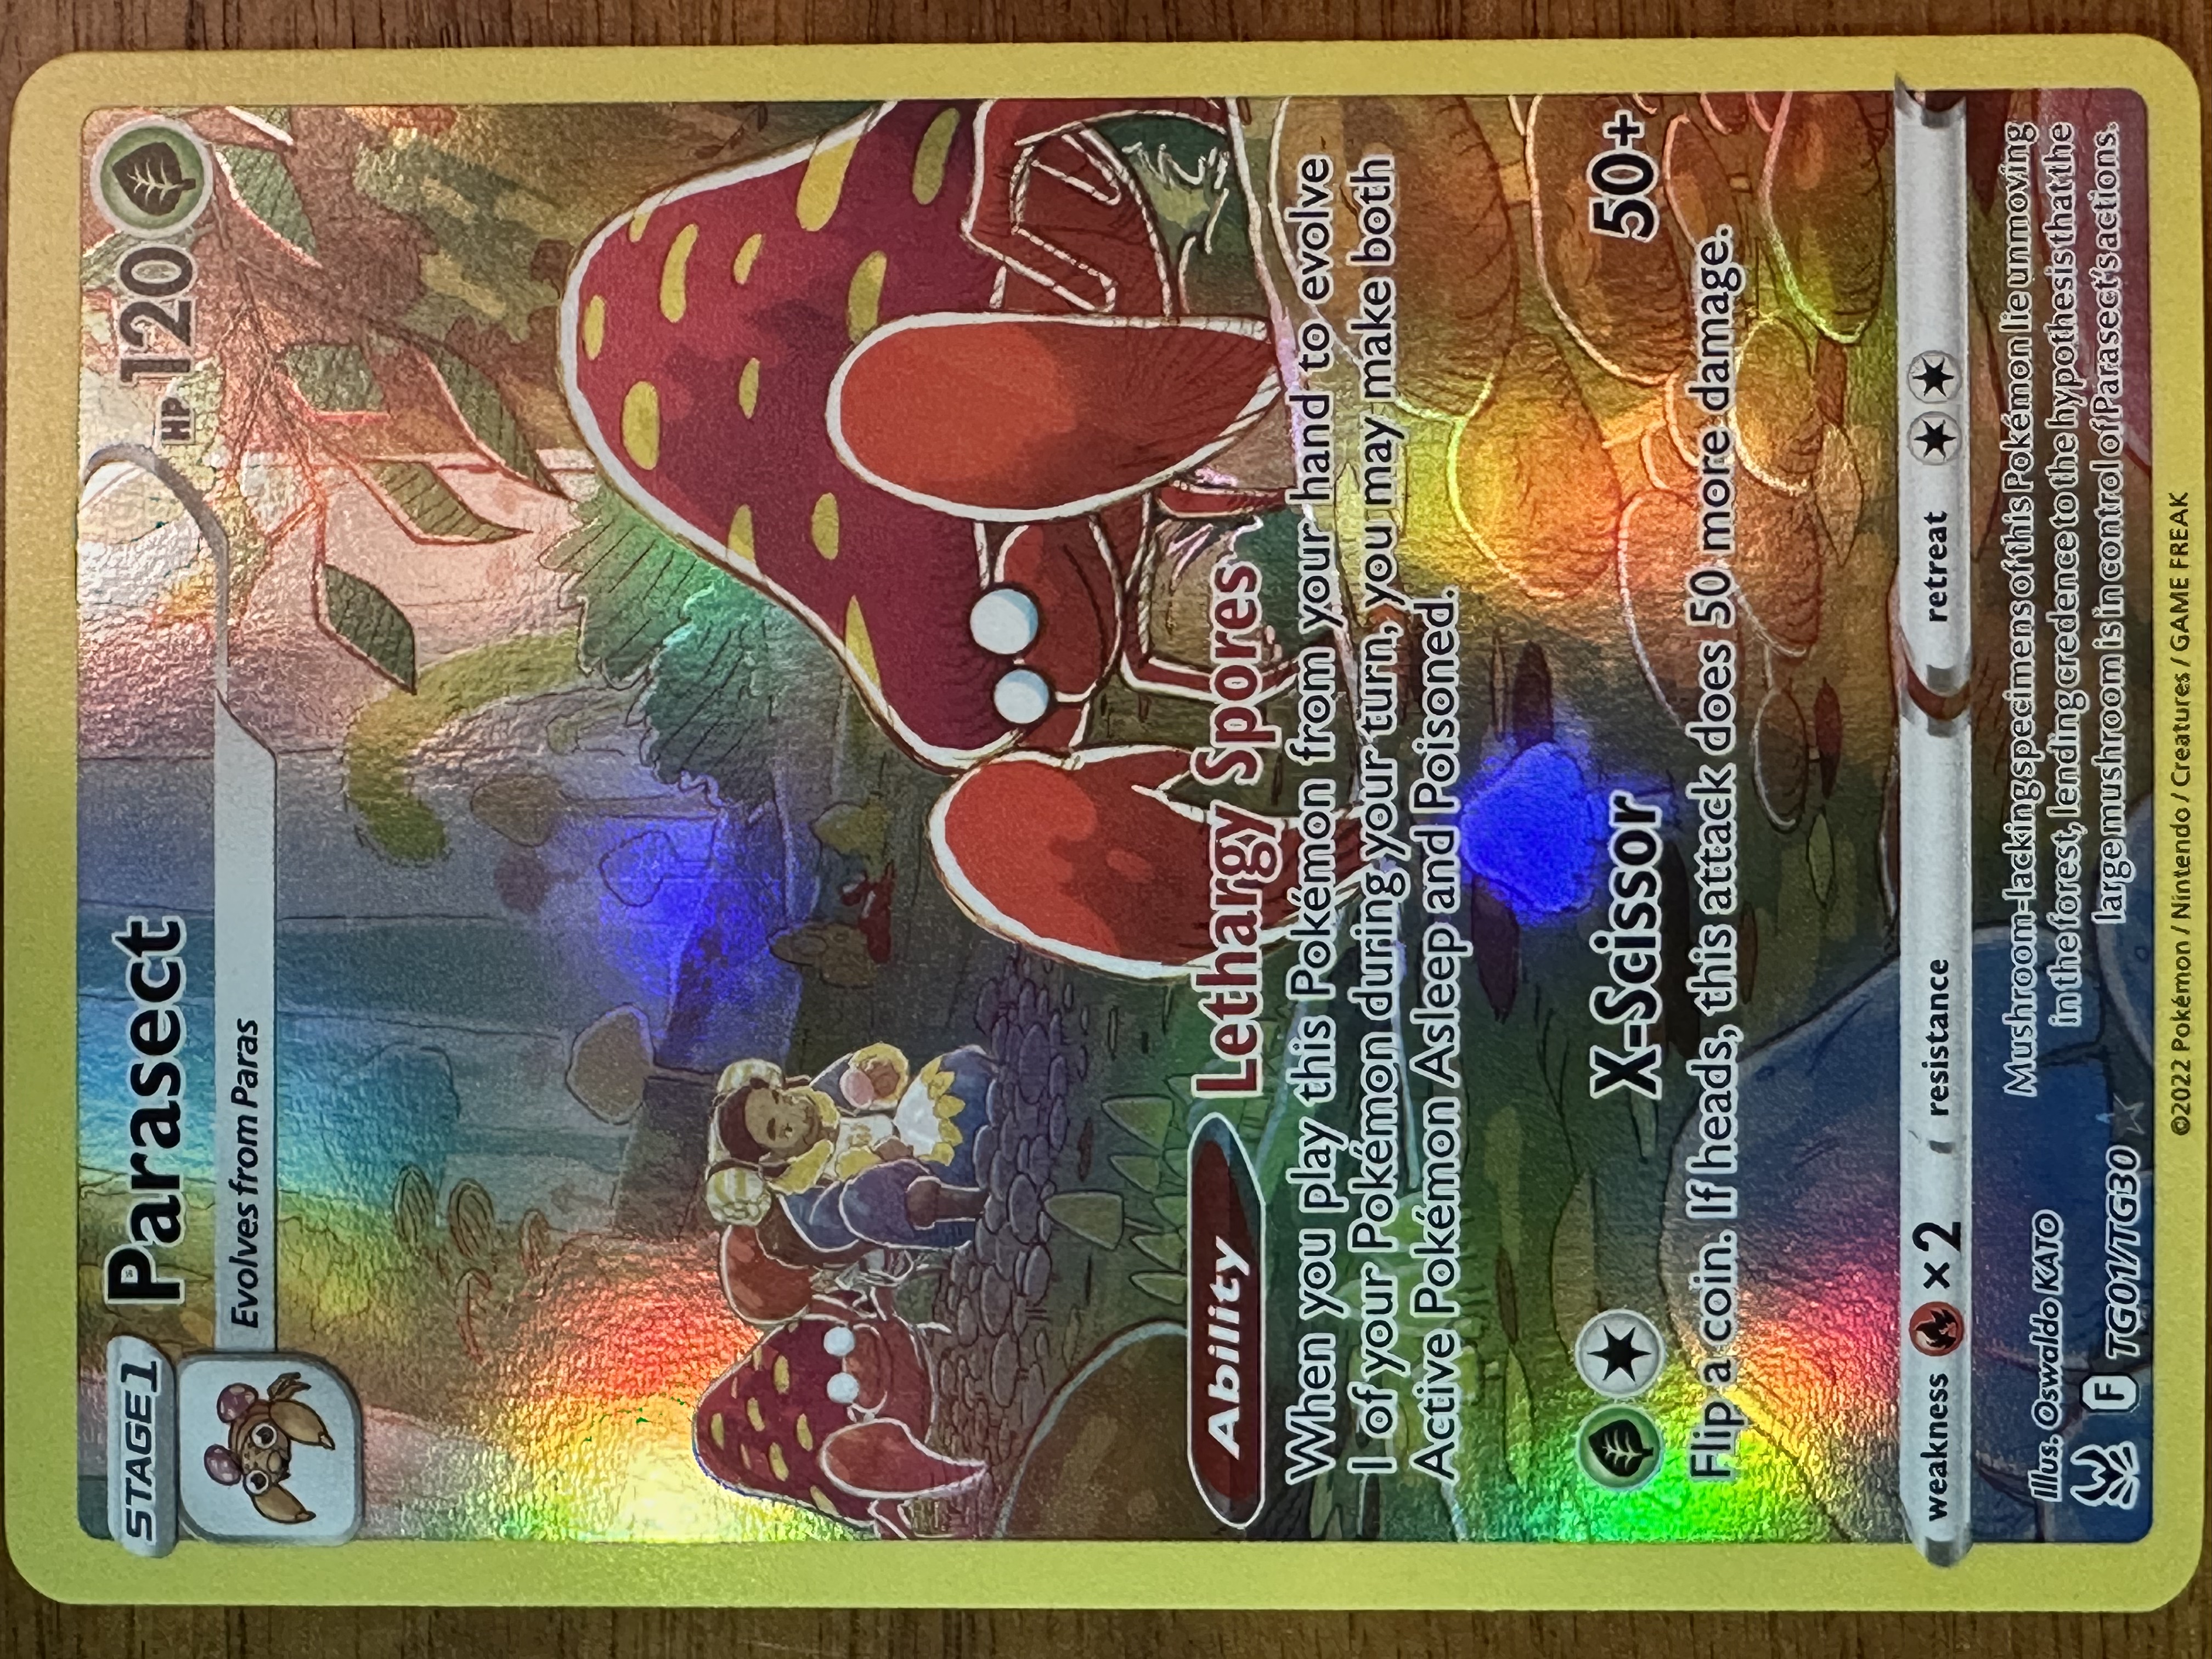 STAGE 1 Parasect HP 120
Evolves from Paras
Ability Lethargy Spores
When you play this Pokémon from your hand to evolve
1 of your Pokémon during your turn, you may make both
Active Pokémon Asleep and Poisoned.
X-Scissor 50+
Flip a coin. If heads, this attack does 50 more damage.
weakness ×2 resistance retreat
Mushroom-lacking specimens of this Pokémon lie unmoving
in the forest, lending credence to the hypothesis that the
large mushroom is in control of Parasect's actions.
Illus. Oswaldo KATO
F TG01/TG30
©2022 Pokémon / Nintendo / Creatures / GAME FREAK